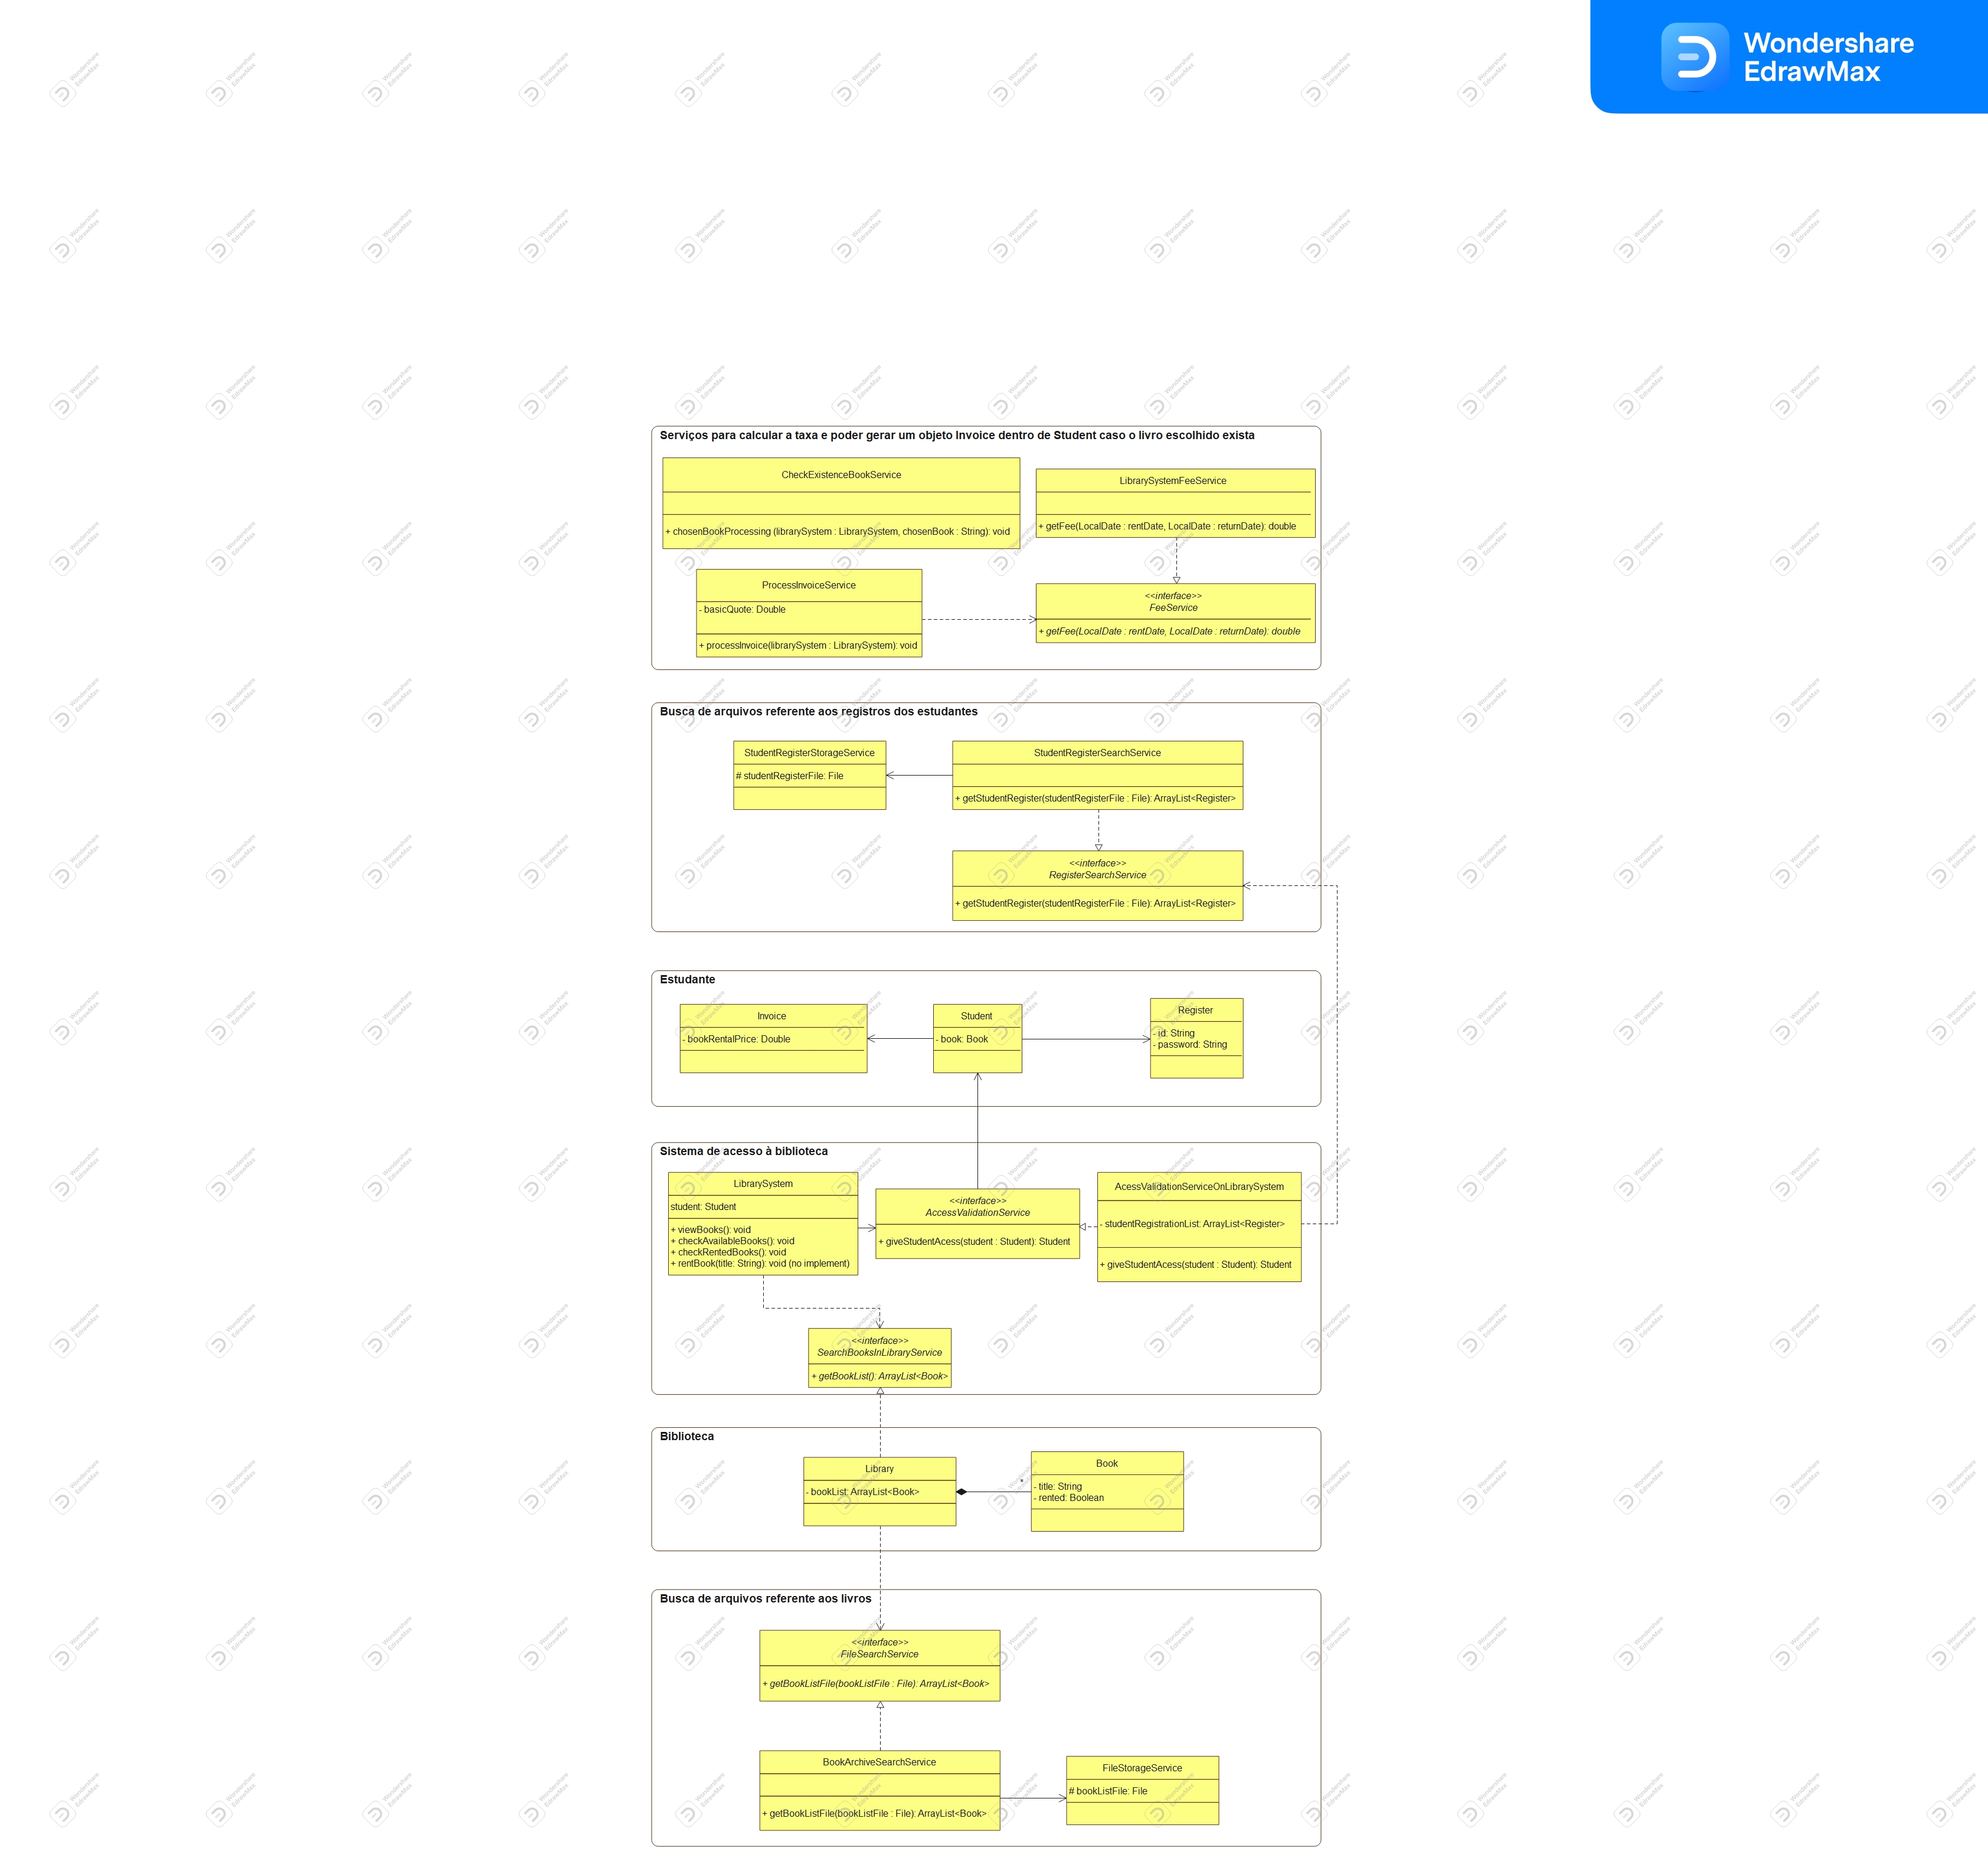 Wondershare
EdrawMax
Serviços para calcular a taxa e poder gerar um objeto Invoice dentro de Student caso o livro escolhido exista
CheckExistenceBookService
+ chosenBookProcessing (librarySystem : LibrarySystem, chosenBook : String): void
LibrarySystemFeeService
+ getFee(LocalDate : rentDate, LocalDate : returnDate): double
ProcessInvoiceService
- basicQuote: Double
+ processInvoice(librarySystem : LibrarySystem): void
<<interface>>
FeeService
+ getFee(LocalDate : rentDate, LocalDate : returnDate): double
Busca de arquivos referente aos registros dos estudantes
StudentRegisterStorageService
# studentRegisterFile: File
StudentRegisterSearchService
+ getStudentRegister(studentRegisterFile : File): ArrayList<Register>
<<interface>>
RegisterSearchService
+ getStudentRegister(studentRegisterFile : File): ArrayList<Register>
Estudante
Invoice
- bookRentalPrice: Double
Student
- book: Book
Register
- id: String
- password: String
Sistema de acesso à biblioteca
LibrarySystem
student: Student
+ viewBooks(): void
+ checkAvailableBooks(): void
+ checkRentedBooks(): void
+ rentBook(title: String): void (no implement)
<<interface>>
AccessValidationService
+ giveStudentAcess(student : Student): Student
AcessValidationServiceOnLibrarySystem
- studentRegistrationList: ArrayList<Register>
+ giveStudentAcess(student : Student): Student
<<interface>>
SearchBooksInLibraryService
+ getBookList(): ArrayList<Book>
Biblioteca
Library
- bookList: ArrayList<Book>
*
Book
- title: String
- rented: Boolean
Busca de arquivos referente aos livros
<<interface>>
FileSearchService
+ getBookListFile(bookListFile : File): ArrayList<Book>
BookArchiveSearchService
+ getBookListFile(bookListFile : File): ArrayList<Book>
FileStorageService
# bookListFile: File